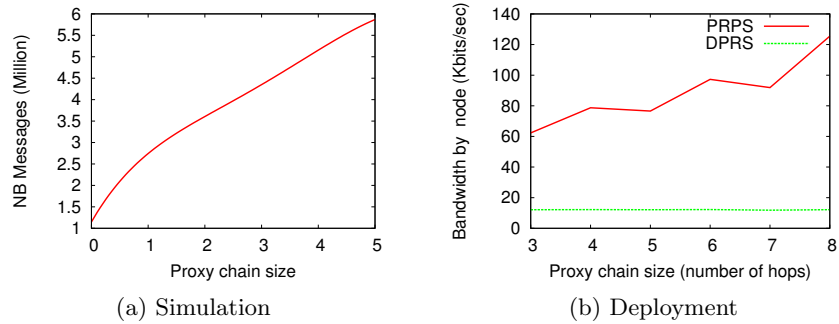 NB Messages (Million)
6
5.5
5
4.5
4
3.5
3
2.5
2
1.5
1
0 1 2 3 4 5
Proxy chain size
(a) Simulation
Bandwidth by node (Kbits/sec)
140
120
100
80
60
40
20
0
PRPS
DPRS
3 4 5 6 7 8
Proxy chain size (number of hops)
(b) Deployment